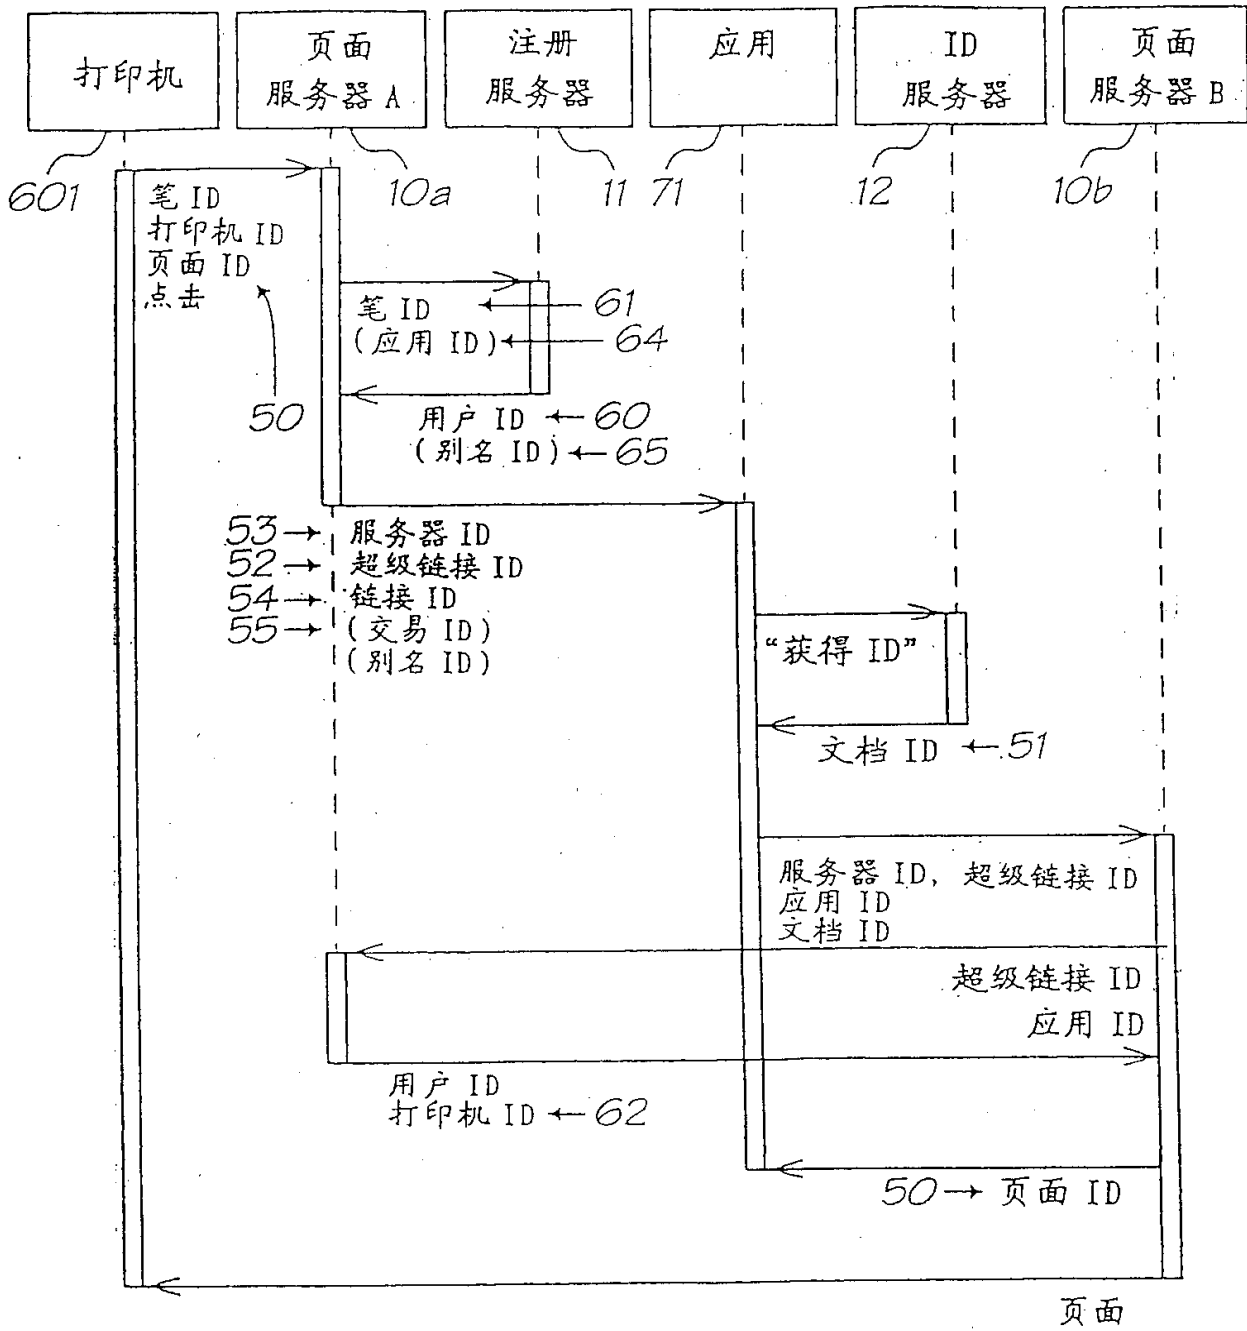 打印机
页面
服务器 A
注册
服务器
应用
ID
服务器
页面
服务器 B
601
10a
11
71
12
10b
笔 ID
打印机 ID
页面 ID
点击
50
笔 ID
61
(应用 ID)
64
用户 ID
60
(别名 ID)
65
53
服务器 ID
52
超级链接 ID
54
链接 ID
55
(交易 ID)
(别名 ID)
“获得 ID”
文档 ID
51
服务器 ID, 超级链接 ID
应用 ID
文档 ID
超级链接 ID
应用 ID
用户 ID
打印机 ID
62
50
页面 ID
页面